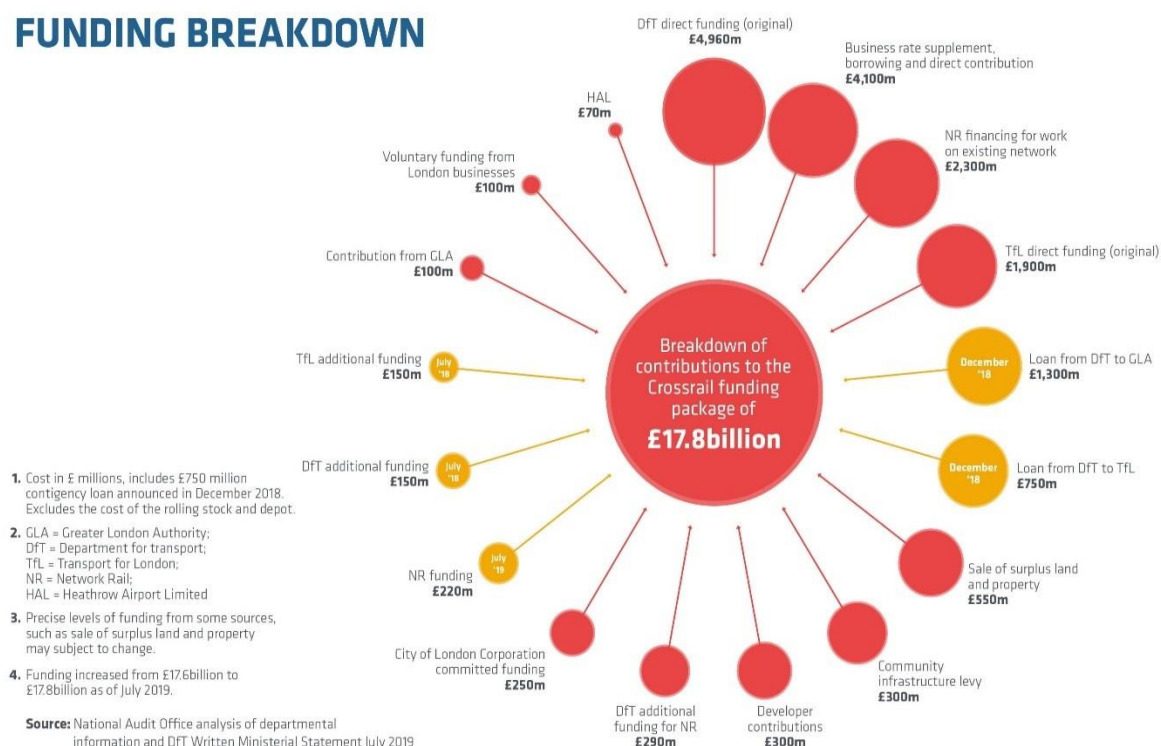 FUNDING BREAKDOWN
DfT direct funding (original)
£4,960m
Business rate supplement,
borrowing and direct contribution
£4,100m
NR financing for work
on existing network
£2,300m
TfL direct funding (original)
£1,900m
December
'18
Loan from DfT to GLA
£1,300m
December
'18
Loan from DfT to TfL
£750m
Sale of surplus land
and property
£550m
Community
infrastructure levy
£300m
Developer
contributions
£300m
DfT additional
funding for NR
£290m
City of London Corporation
committed funding
£250m
NR funding
£220m
July
'19
DfT additional funding
£150m
July
'18
TfL additional funding
£150m
July
'18
Contribution from GLA
£100m
Voluntary funding from
London businesses
£100m
HAL
£70m
Breakdown of
contributions to the
Crossrail funding
package of
£17.8billion
1. Cost in £ millions, includes £750 million
contigency loan announced in December 2018.
Excludes the cost of the rolling stock and depot.
2. GLA = Greater London Authority;
DfT = Department for transport;
TfL = Transport for London;
NR = Network Rail;
HAL = Heathrow Airport Limited
3. Precise levels of funding from some sources,
such as sale of surplus land and property
may subject to change.
4. Funding increased from £17.6billion to
£17.8billion as of July 2019.
Source: National Audit Office analysis of departmental
information and DfT Written Ministerial Statement July 2019